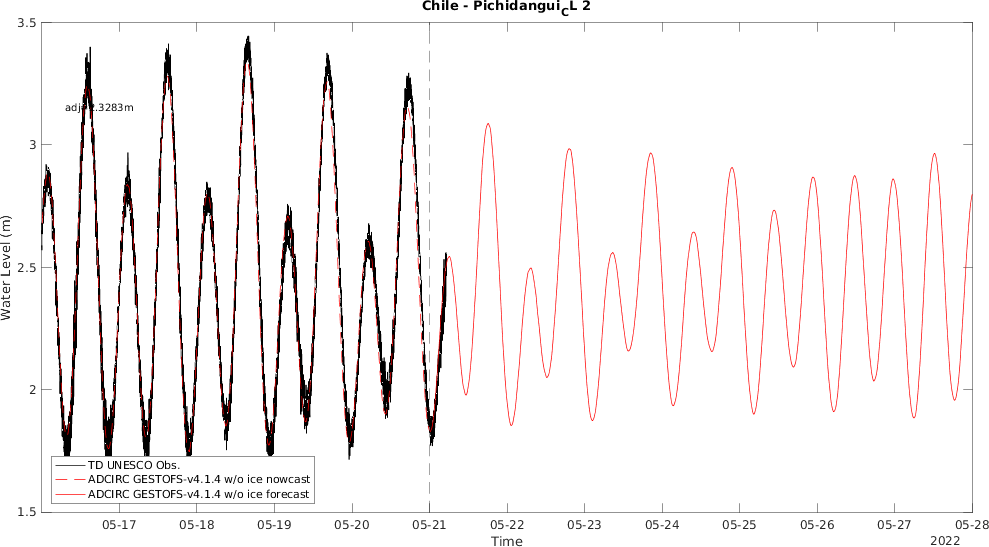 Chile - PichidanguiCL 2
3.5
3
2.5
2
1.5
Water Level (m)
2.3283m
TD UNESCO Obs.
ADCIRC GESTOFS-v4.1.4 w/o ice nowcast
ADCIRC GESTOFS-v4.1.4 w/o ice forecast
05-17 05-18 05-19 05-20 05-21 05-22 05-23 05-24 05-25 05-26 05-27 05-28
Time
2022